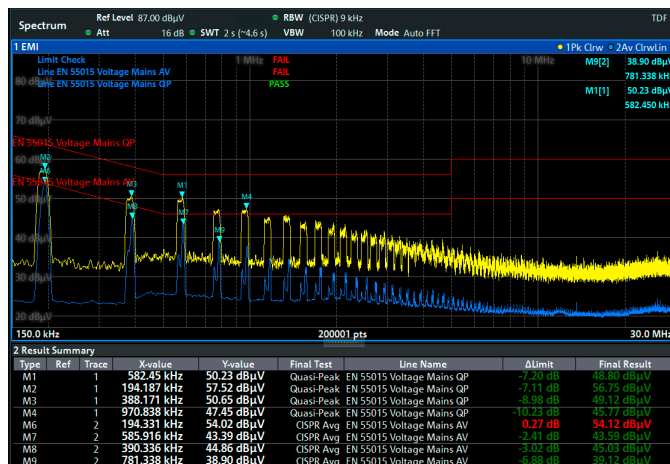 Spectrum Ref Level 87.00 dBµV RBW (CISPR) 9 kHz TDF
Att 16 dB SWT 2 s (~4.6 s) VBW 100 kHz Mode Auto FFT
1 EMI 1Pk Clrw 2Av ClrwLin
Limit Check FAIL 1 MHz 10 MHz M9[2] 38.90 dBµV
Line EN 55015 Voltage Mains AV FAIL 781.338 kHz
80 dBµV Line EN 55015 Voltage Mains QP PASS M1[1] 50.23 dBµV
582.450 kHz
70 dBµV
EN 55015 Voltage Mains QP
60 dBµV
M2
EN 55015 Voltage Mains AV
M3 M1
50 dBµV M4
M8 M7
40 dBµV M9
30 dBµV
20 dBµV
150.0 kHz 200001 pts 30.0 MHz
2 Result Summary
Type Ref Trace X-value Y-value Final Test Line Name ΔLimit Final Result
M1 1 582.45 kHz 50.23 dBµV Quasi-Peak EN 55015 Voltage Mains QP -7.20 dB 48.80 dBµV
M2 1 194.187 kHz 57.52 dBµV Quasi-Peak EN 55015 Voltage Mains QP -7.11 dB 56.75 dBµV
M3 1 388.171 kHz 50.65 dBµV Quasi-Peak EN 55015 Voltage Mains QP -8.98 dB 49.12 dBµV
M4 1 970.838 kHz 47.45 dBµV Quasi-Peak EN 55015 Voltage Mains QP -10.23 dB 45.77 dBµV
M6 2 194.331 kHz 54.02 dBµV CISPR Avg EN 55015 Voltage Mains AV 0.27 dB 54.12 dBµV
M7 2 585.916 kHz 43.39 dBµV CISPR Avg EN 55015 Voltage Mains AV -2.41 dB 43.59 dBµV
M8 2 390.336 kHz 44.86 dBµV CISPR Avg EN 55015 Voltage Mains AV -3.02 dB 45.03 dBµV
M9 2 781.338 kHz 38.90 dBµV CISPR Avg EN 55015 Voltage Mains AV -6.88 dB 39.12 dBµV